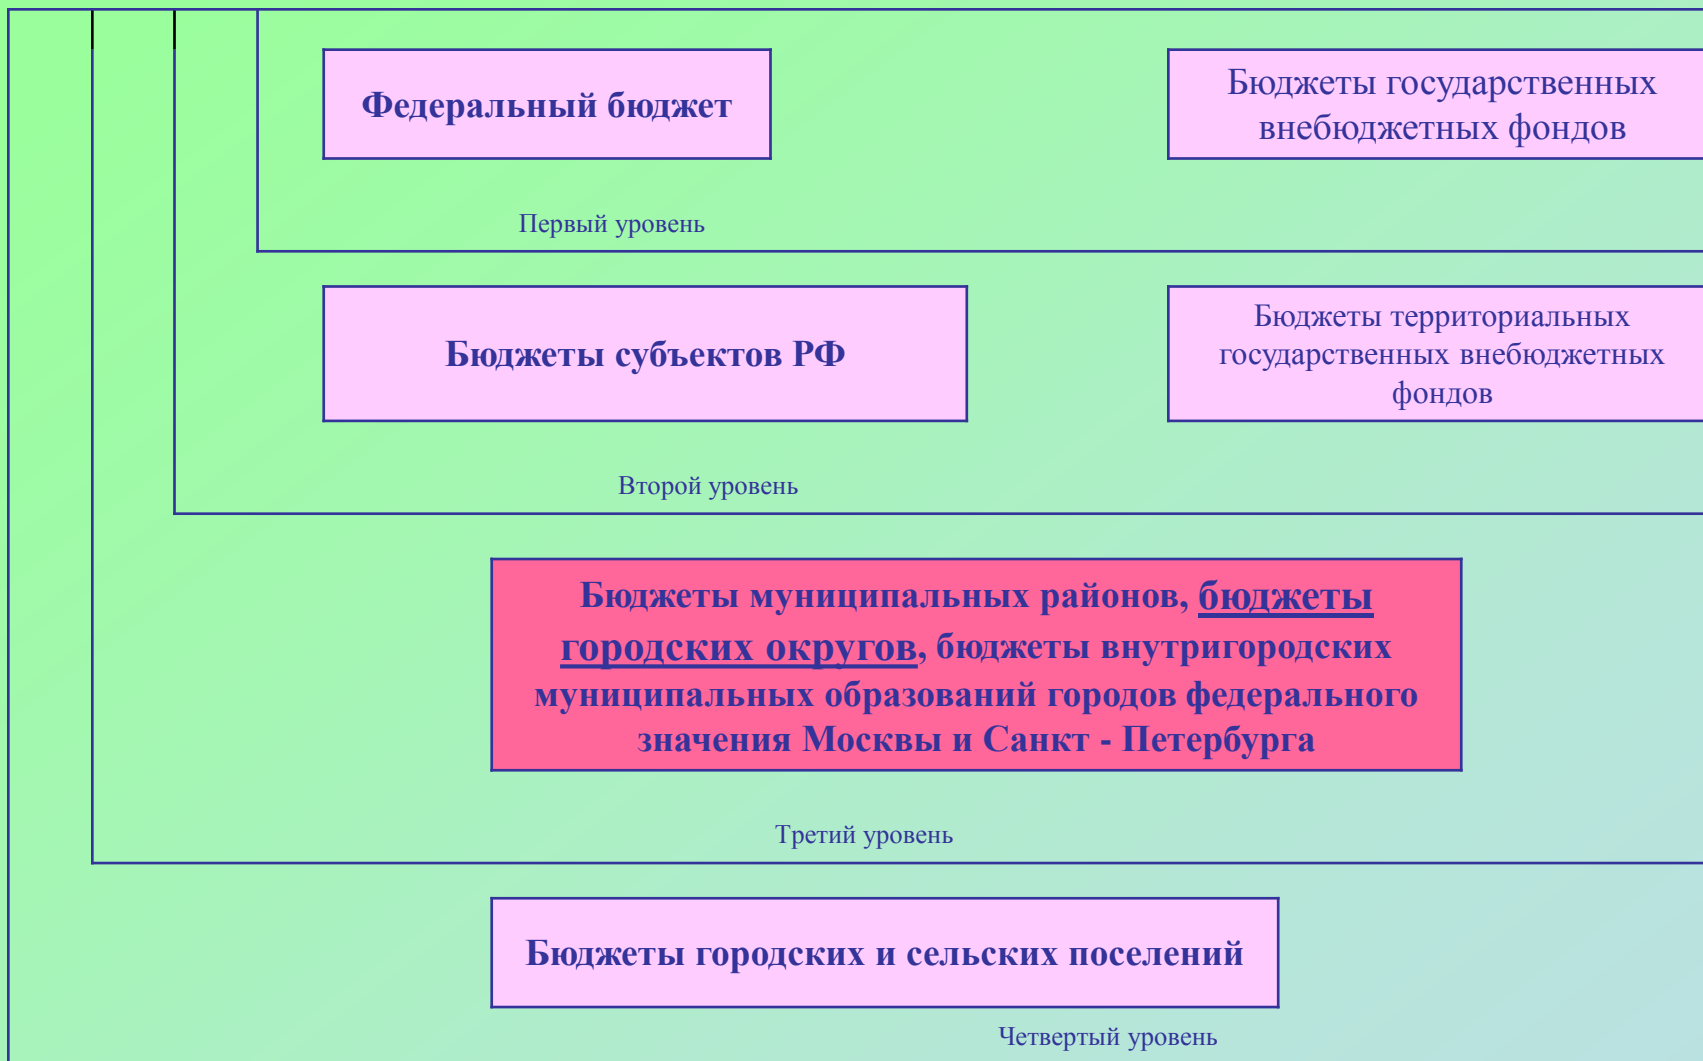 Федеральный бюджет
Бюджеты государственных
внебюджетных фондов
Первый уровень
Бюджеты субъектов РФ
Бюджеты территориальных
государственных внебюджетных
фондов
Второй уровень
Бюджеты муниципальных районов, бюджеты
городских округов, бюджеты внутригородских
муниципальных образований городов федерального
значения Москвы и Санкт - Петербурга
Третий уровень
Бюджеты городских и сельских поселений
Четвертый уровень